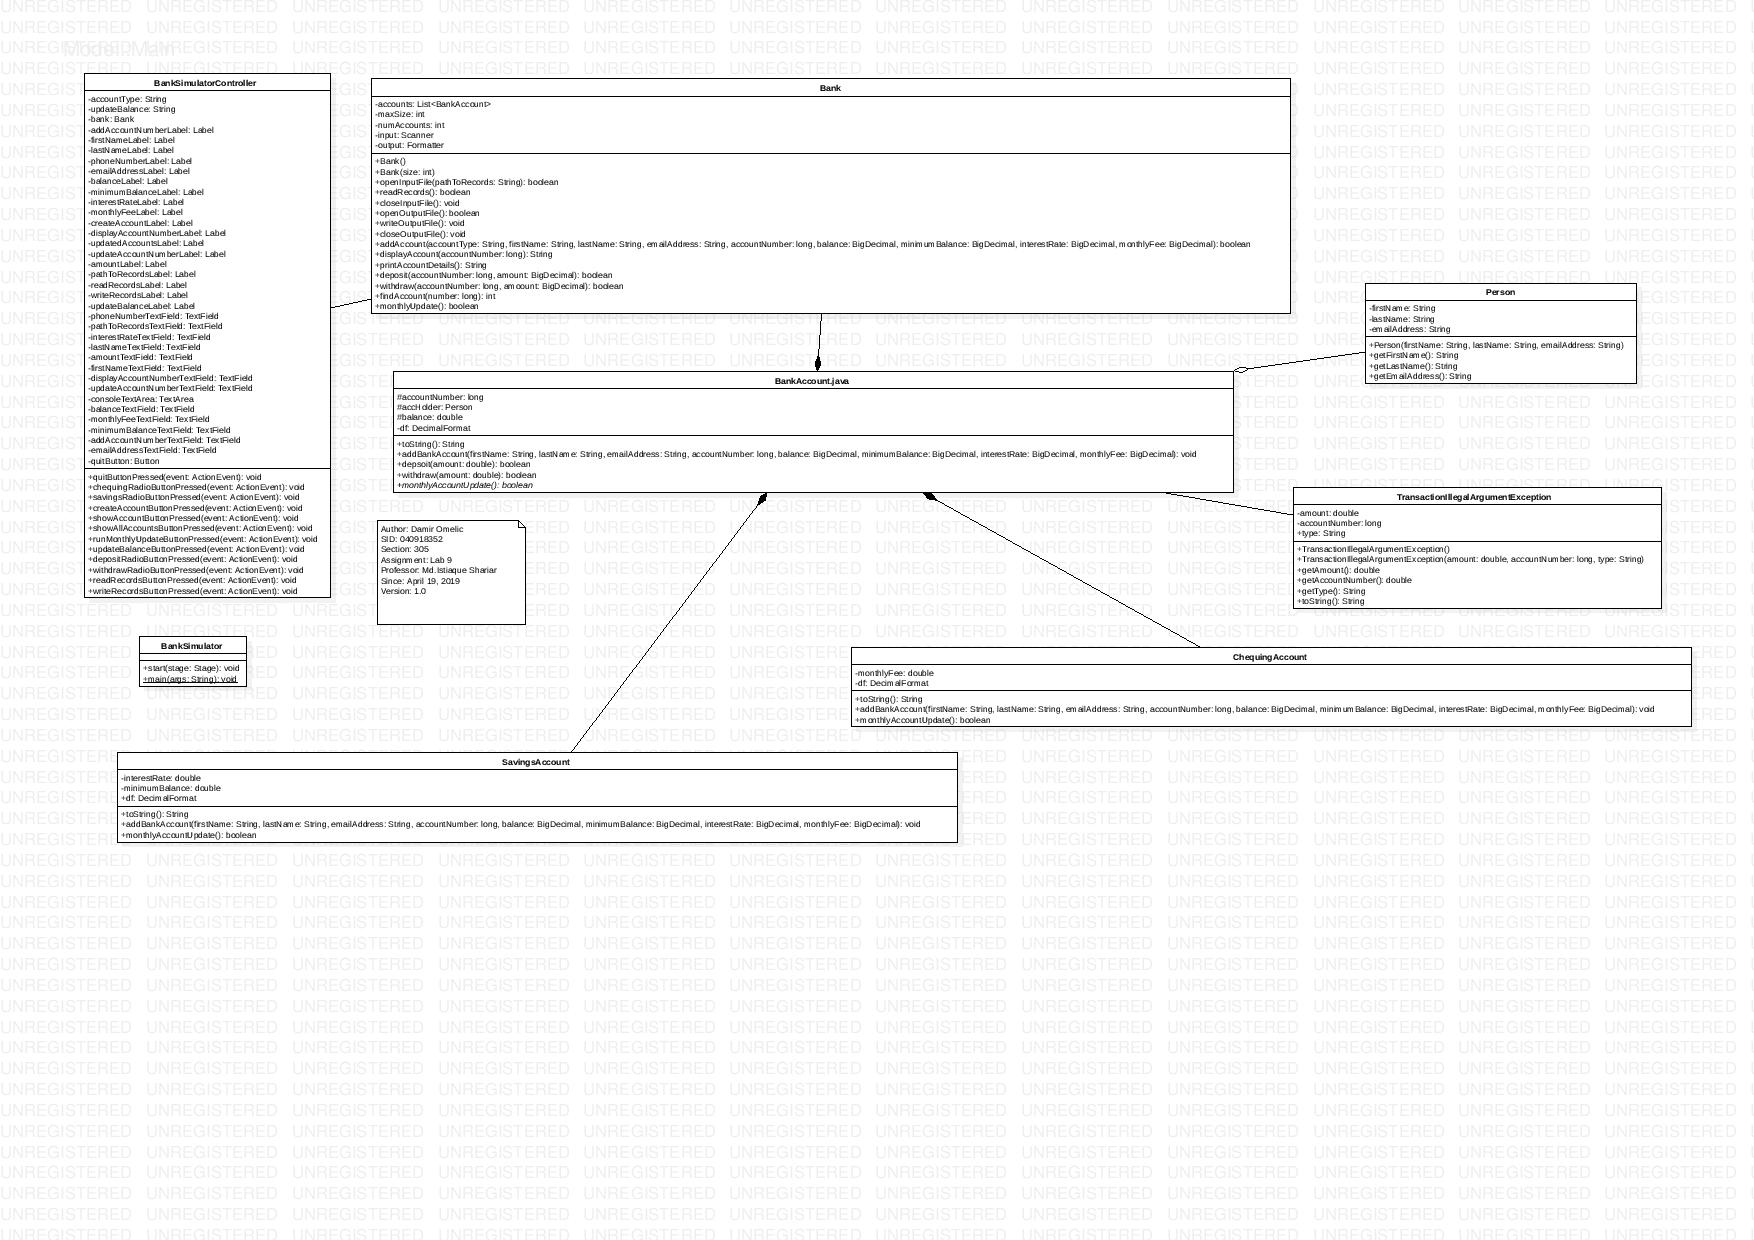 Model::Main
BankSimulatorController
-accountType: String
-updateBalance: String
-bank: Bank
-addAccountNumberLabel: Label
-firstNameLabel: Label
-lastNameLabel: Label
-phoneNumberLabel: Label
-emailAddressLabel: Label
-balanceLabel: Label
-minimumBalanceLabel: Label
-interestRateLabel: Label
-monthlyFeeLabel: Label
-createAccountLabel: Label
-displayAccountNumberLabel: Label
-updatedAccountsLabel: Label
-updateAccountNumberLabel: Label
-amountLabel: Label
-pathToRecordsLabel: Label
-readRecordsLabel: Label
-writeRecordsLabel: Label
-updateBalanceLabel: Label
-phoneNumberTextField: TextField
-pathToRecordsTextField: TextField
-interestRateTextField: TextField
-lastNameTextField: TextField
-amountTextField: TextField
-firstNameTextField: TextField
-displayAccountNumberTextField: TextField
-updateAccountNumberTextField: TextField
-consoleTextArea: TextArea
-balanceTextField: TextField
-monthlyFeeTextField: TextField
-minimumBalanceTextField: TextField
-addAccountNumberTextField: TextField
-emailAddressTextField: TextField
-quitButton: Button
+quitButtonPressed(event: ActionEvent): void
+chequingRadioButtonPressed(event: ActionEvent): void
+savingsRadioButtonPressed(event: ActionEvent): void
+createAccountButtonPressed(event: ActionEvent): void
+showAccountButtonPressed(event: ActionEvent): void
+showAllAccountsButtonPressed(event: ActionEvent): void
+runMonthlyUpdateButtonPressed(event: ActionEvent): void
+updateBalanceButtonPressed(event: ActionEvent): void
+depositRadioButtonPressed(event: ActionEvent): void
+withdrawRadioButtonPressed(event: ActionEvent): void
+readRecordsButtonPressed(event: ActionEvent): void
+writeRecordsButtonPressed(event: ActionEvent): void
Bank
-accounts: List<BankAccount>
-maxSize: int
-numAccounts: int
-input: Scanner
-output: Formatter
+Bank()
+Bank(size: int)
+openInputFile(pathToRecords: String): boolean
+readRecords(): boolean
+closeInputFile(): void
+openOutputFile(): boolean
+writeOutputFile(): void
+closeOutputFile(): void
+addAccount(accountType: String, firstName: String, lastName: String, emailAddress: String, accountNumber: long, balance: BigDecimal, minimumBalance: BigDecimal, interestRate: BigDecimal, monthlyFee: BigDecimal): boolean
+displayAccount(accountNumber: long): String
+printAccountDetails(): String
+deposit(accountNumber: long, amount: BigDecimal): boolean
+withdraw(accountNumber: long, amoount: BigDecimal): boolean
+findAccount(number: long): int
+monthlyUpdate(): boolean
Person
-firstName: String
-lastName: String
-emailAddress: String
+Person(firstName: String, lastName: String, emailAddress: String)
+getFirstName(): String
+getLastName(): String
+getEmailAddress(): String
BankAccount.java
#accountNumber: long
#accHolder: Person
#balance: double
-df: DecimalFormat
+toString(): String
+addBankAccount(firstName: String, lastName: String, emailAddress: String, accountNumber: long, balance: BigDecimal, minimumBalance: BigDecimal, interestRate: BigDecimal, monthlyFee: BigDecimal): void
+depsoit(amount: double): boolean
+withdraw(amount: double): boolean
+monthlyAccountUpdate(): boolean
TransactionIllegalArgumentException
-amount: double
-accountNumber: long
+type: String
+TransactionIllegalArgumentException()
+TransactionIllegalArgumentException(amount: double, accountNumber: long, type: String)
+getAmount(): double
+getAccountNumber(): double
+getType(): String
+toString(): String
Author: Damir Omelic
SID: 040918352
Section: 305
Assignment: Lab 9
Professor: Md.Istiaque Shariar
Since: April 19, 2019
Version: 1.0
BankSimulator
+start(stage: Stage): void
+main(args: String): void
ChequingAccount
-monthlyFee: double
-df: DecimalFormat
+toString(): String
+addBankAccount(firstName: String, lastName: String, emailAddress: String, accountNumber: long, balance: BigDecimal, minimumBalance: BigDecimal, interestRate: BigDecimal, monthlyFee: BigDecimal): void
+monthlyAccountUpdate(): boolean
SavingsAccount
-interestRate: double
-minimumBalance: double
+df: DecimalFormat
+toString(): String
+addBankAccount(firstName: String, lastName: String, emailAddress: String, accountNumber: long, balance: BigDecimal, minimumBalance: BigDecimal, interestRate: BigDecimal, monthlyFee: BigDecimal): void
+monthlyAccountUpdate(): boolean
UNREGISTERED